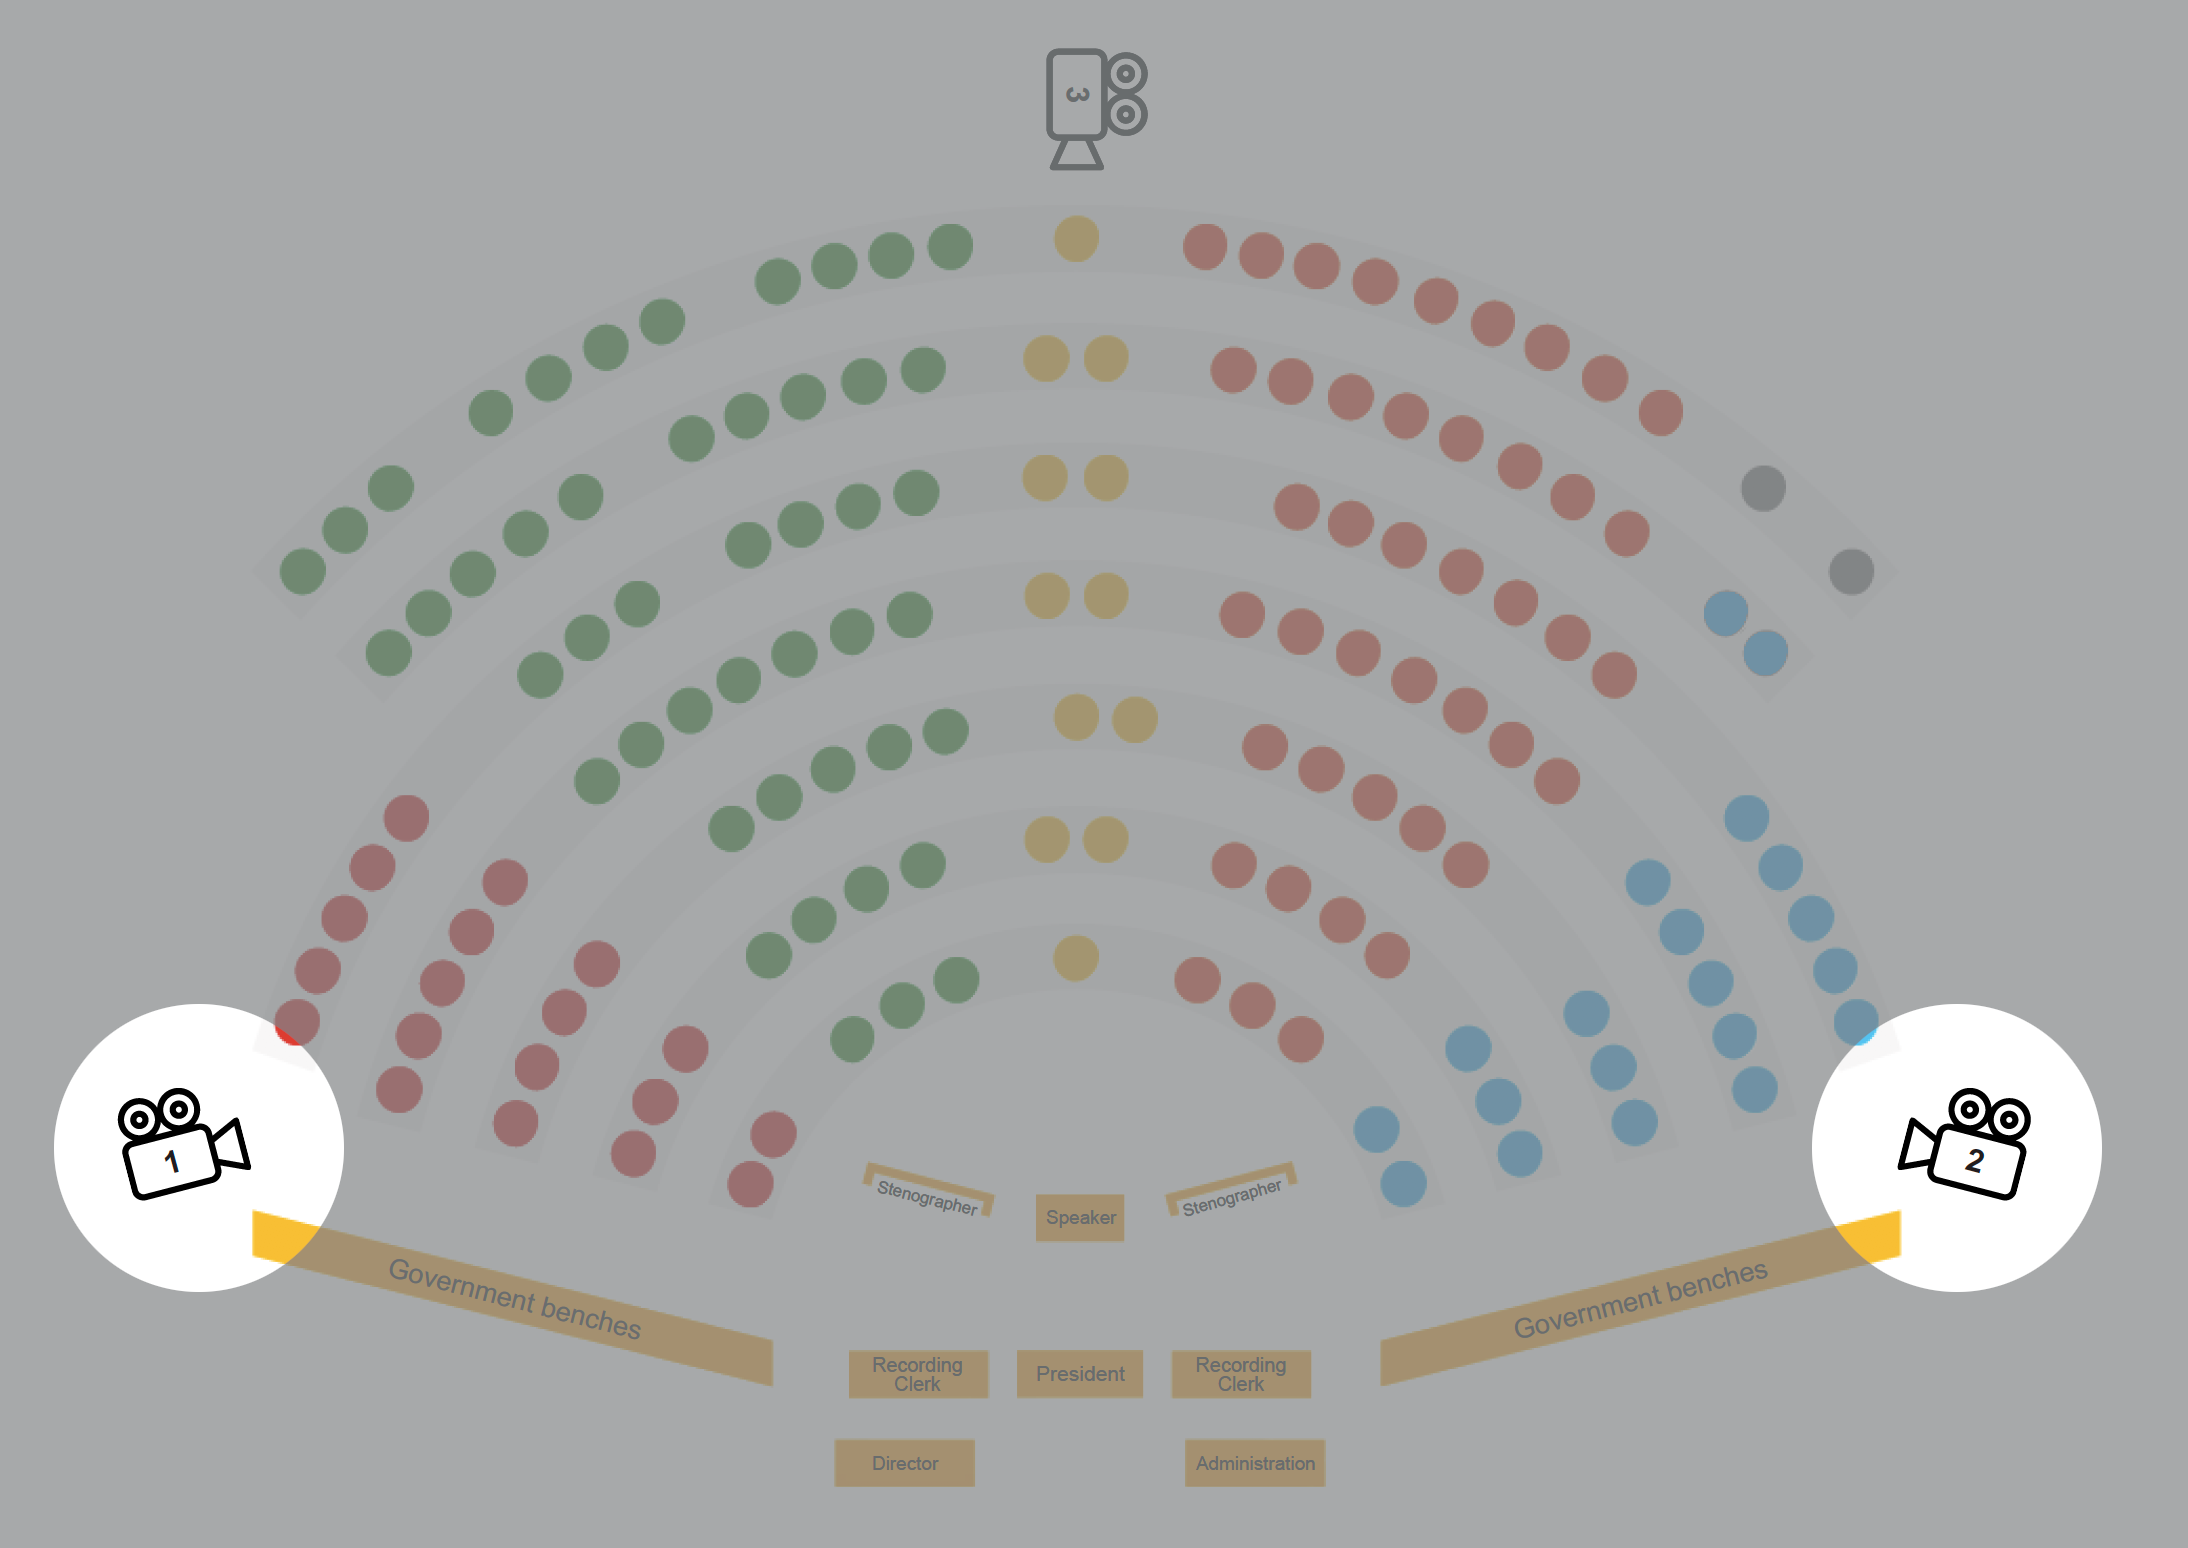 3
1
2
Stenographer
Stenographer
Speaker
Government benches
Government benches
Recording
Clerk
President
Recording
Clerk
Director
Administration